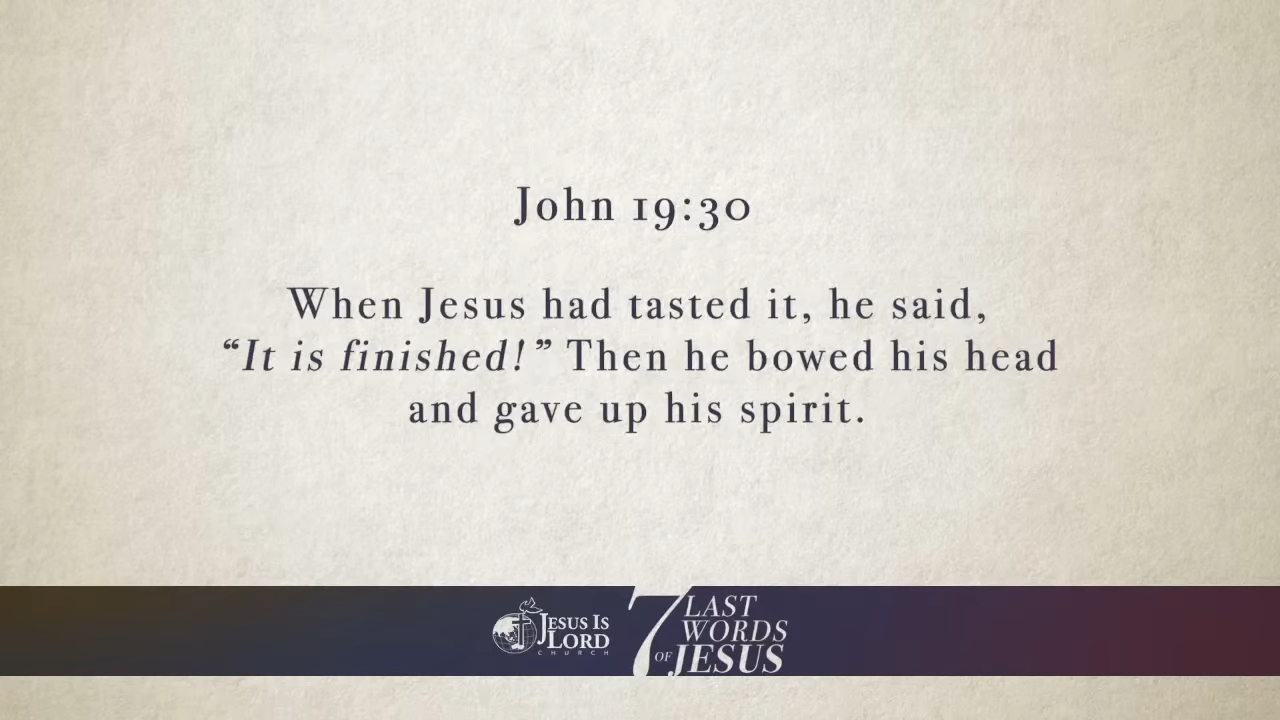 John 19:30
When Jesus had tasted it, he said,
“It is finished!” Then he bowed his head
and gave up his spirit.
JESUS IS
LORD
CHURCH
7 LAST
WORDS
OF JESUS